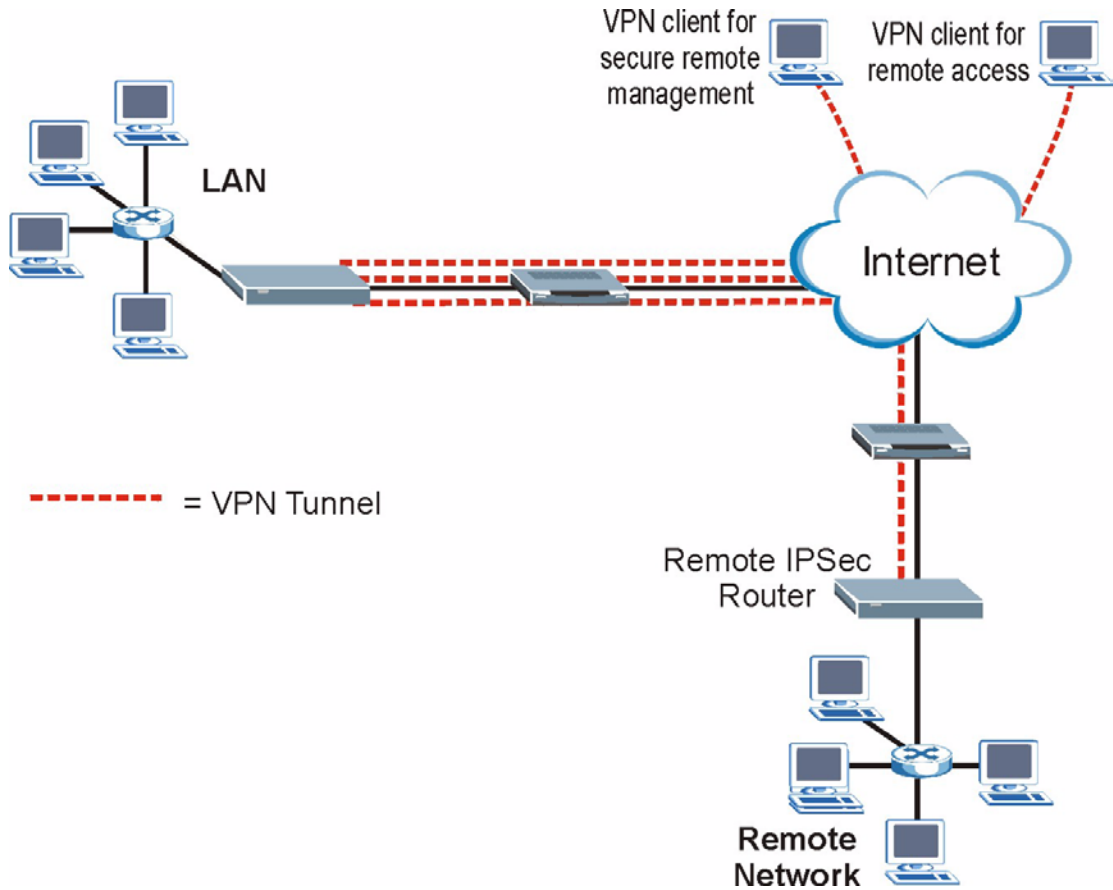 VPN client for
secure remote
management
VPN client for
remote access
LAN
Internet
= VPN Tunnel
Remote IPSec
Router
Remote
Network